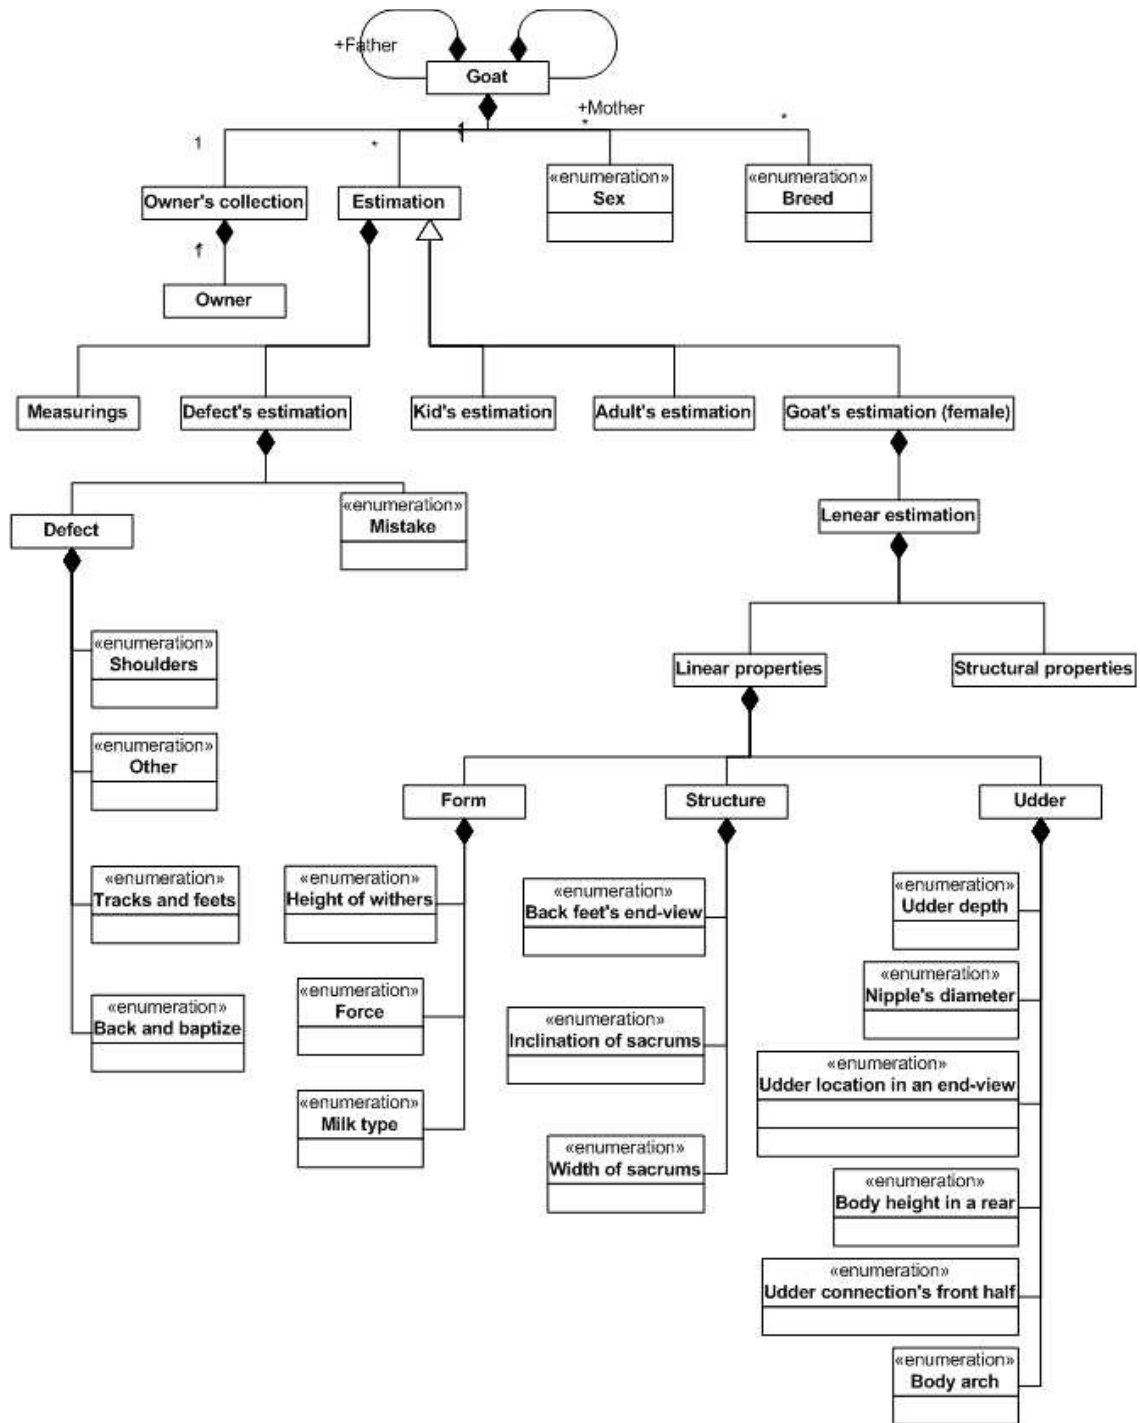 +Father
Goat
+Mother
1
*
1
*
*
Owner's collection
Estimation
«enumeration»
Sex
«enumeration»
Breed
Owner
Measurings
Defect's estimation
Kid's estimation
Adult's estimation
Goat's estimation (female)
Defect
«enumeration»
Mistake
Lenear estimation
«enumeration»
Shoulders
Linear properties
Structural properties
«enumeration»
Other
Form
Structure
Udder
«enumeration»
Tracks and feets
«enumeration»
Height of withers
«enumeration»
Back feet's end-view
«enumeration»
Udder depth
«enumeration»
Nipple's diameter
«enumeration»
Back and baptize
«enumeration»
Force
«enumeration»
Inclination of sacrums
«enumeration»
Udder location in an end-view
«enumeration»
Milk type
«enumeration»
Width of sacrums
«enumeration»
Body height in a rear
«enumeration»
Udder connection's front half
«enumeration»
Body arch